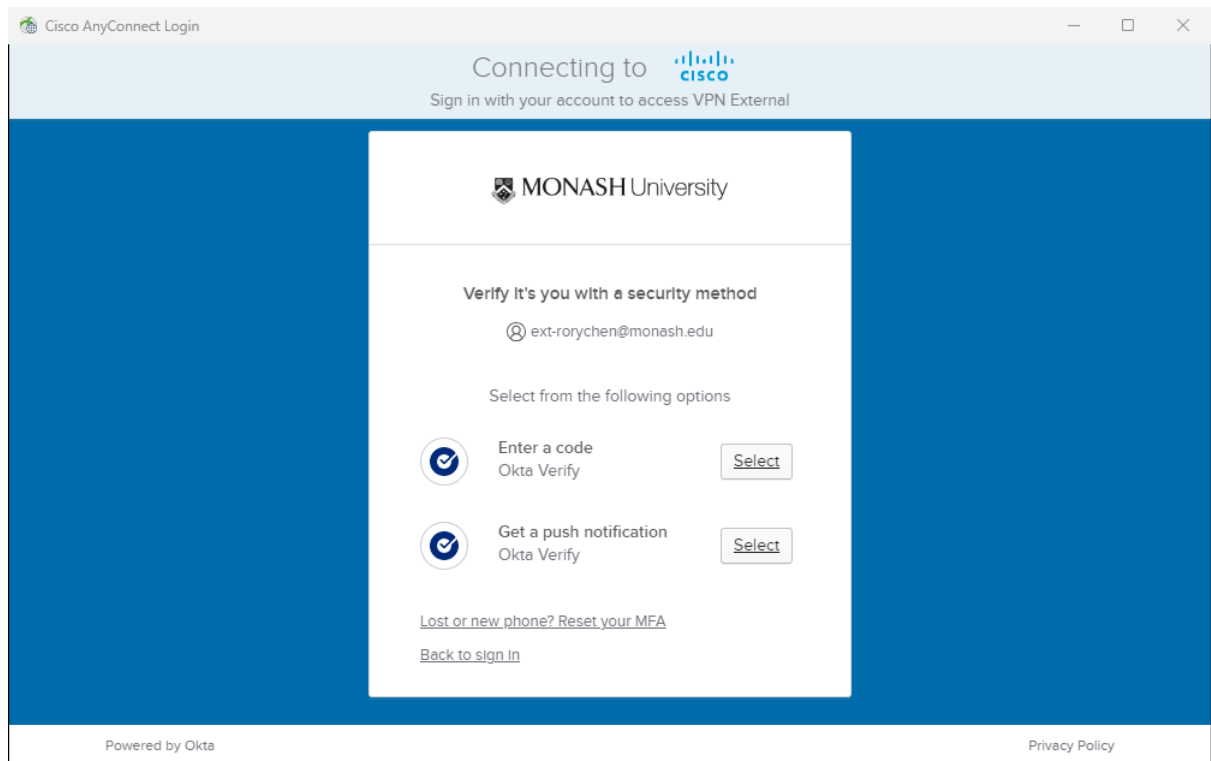 Cisco AnyConnect Login
Connecting to CISCO
Sign in with your account to access VPN External
MONASH University
Verify it's you with a security method
ext-rorychen@monash.edu
Select from the following options
Enter a code
Okta Verify
Select
Get a push notification
Okta Verify
Select
Lost or new phone? Reset your MFA
Back to sign in
Powered by Okta
Privacy Policy